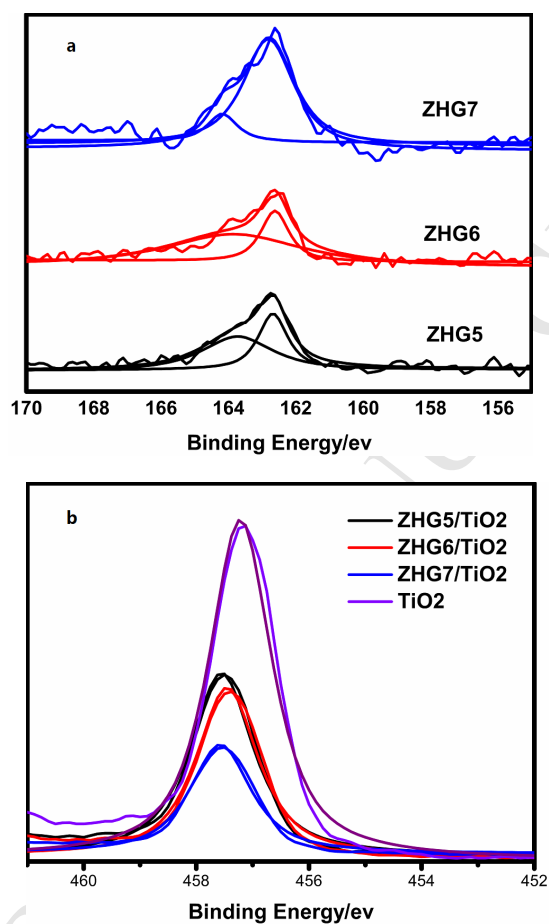 a
ZHG7
ZHG6
ZHG5
170 168 166 164 162 160 158 156
Binding Energy/ev
b
ZHG5/TiO2
ZHG6/TiO2
ZHG7/TiO2
TiO2
460 458 456 454 452
Binding Energy/ev